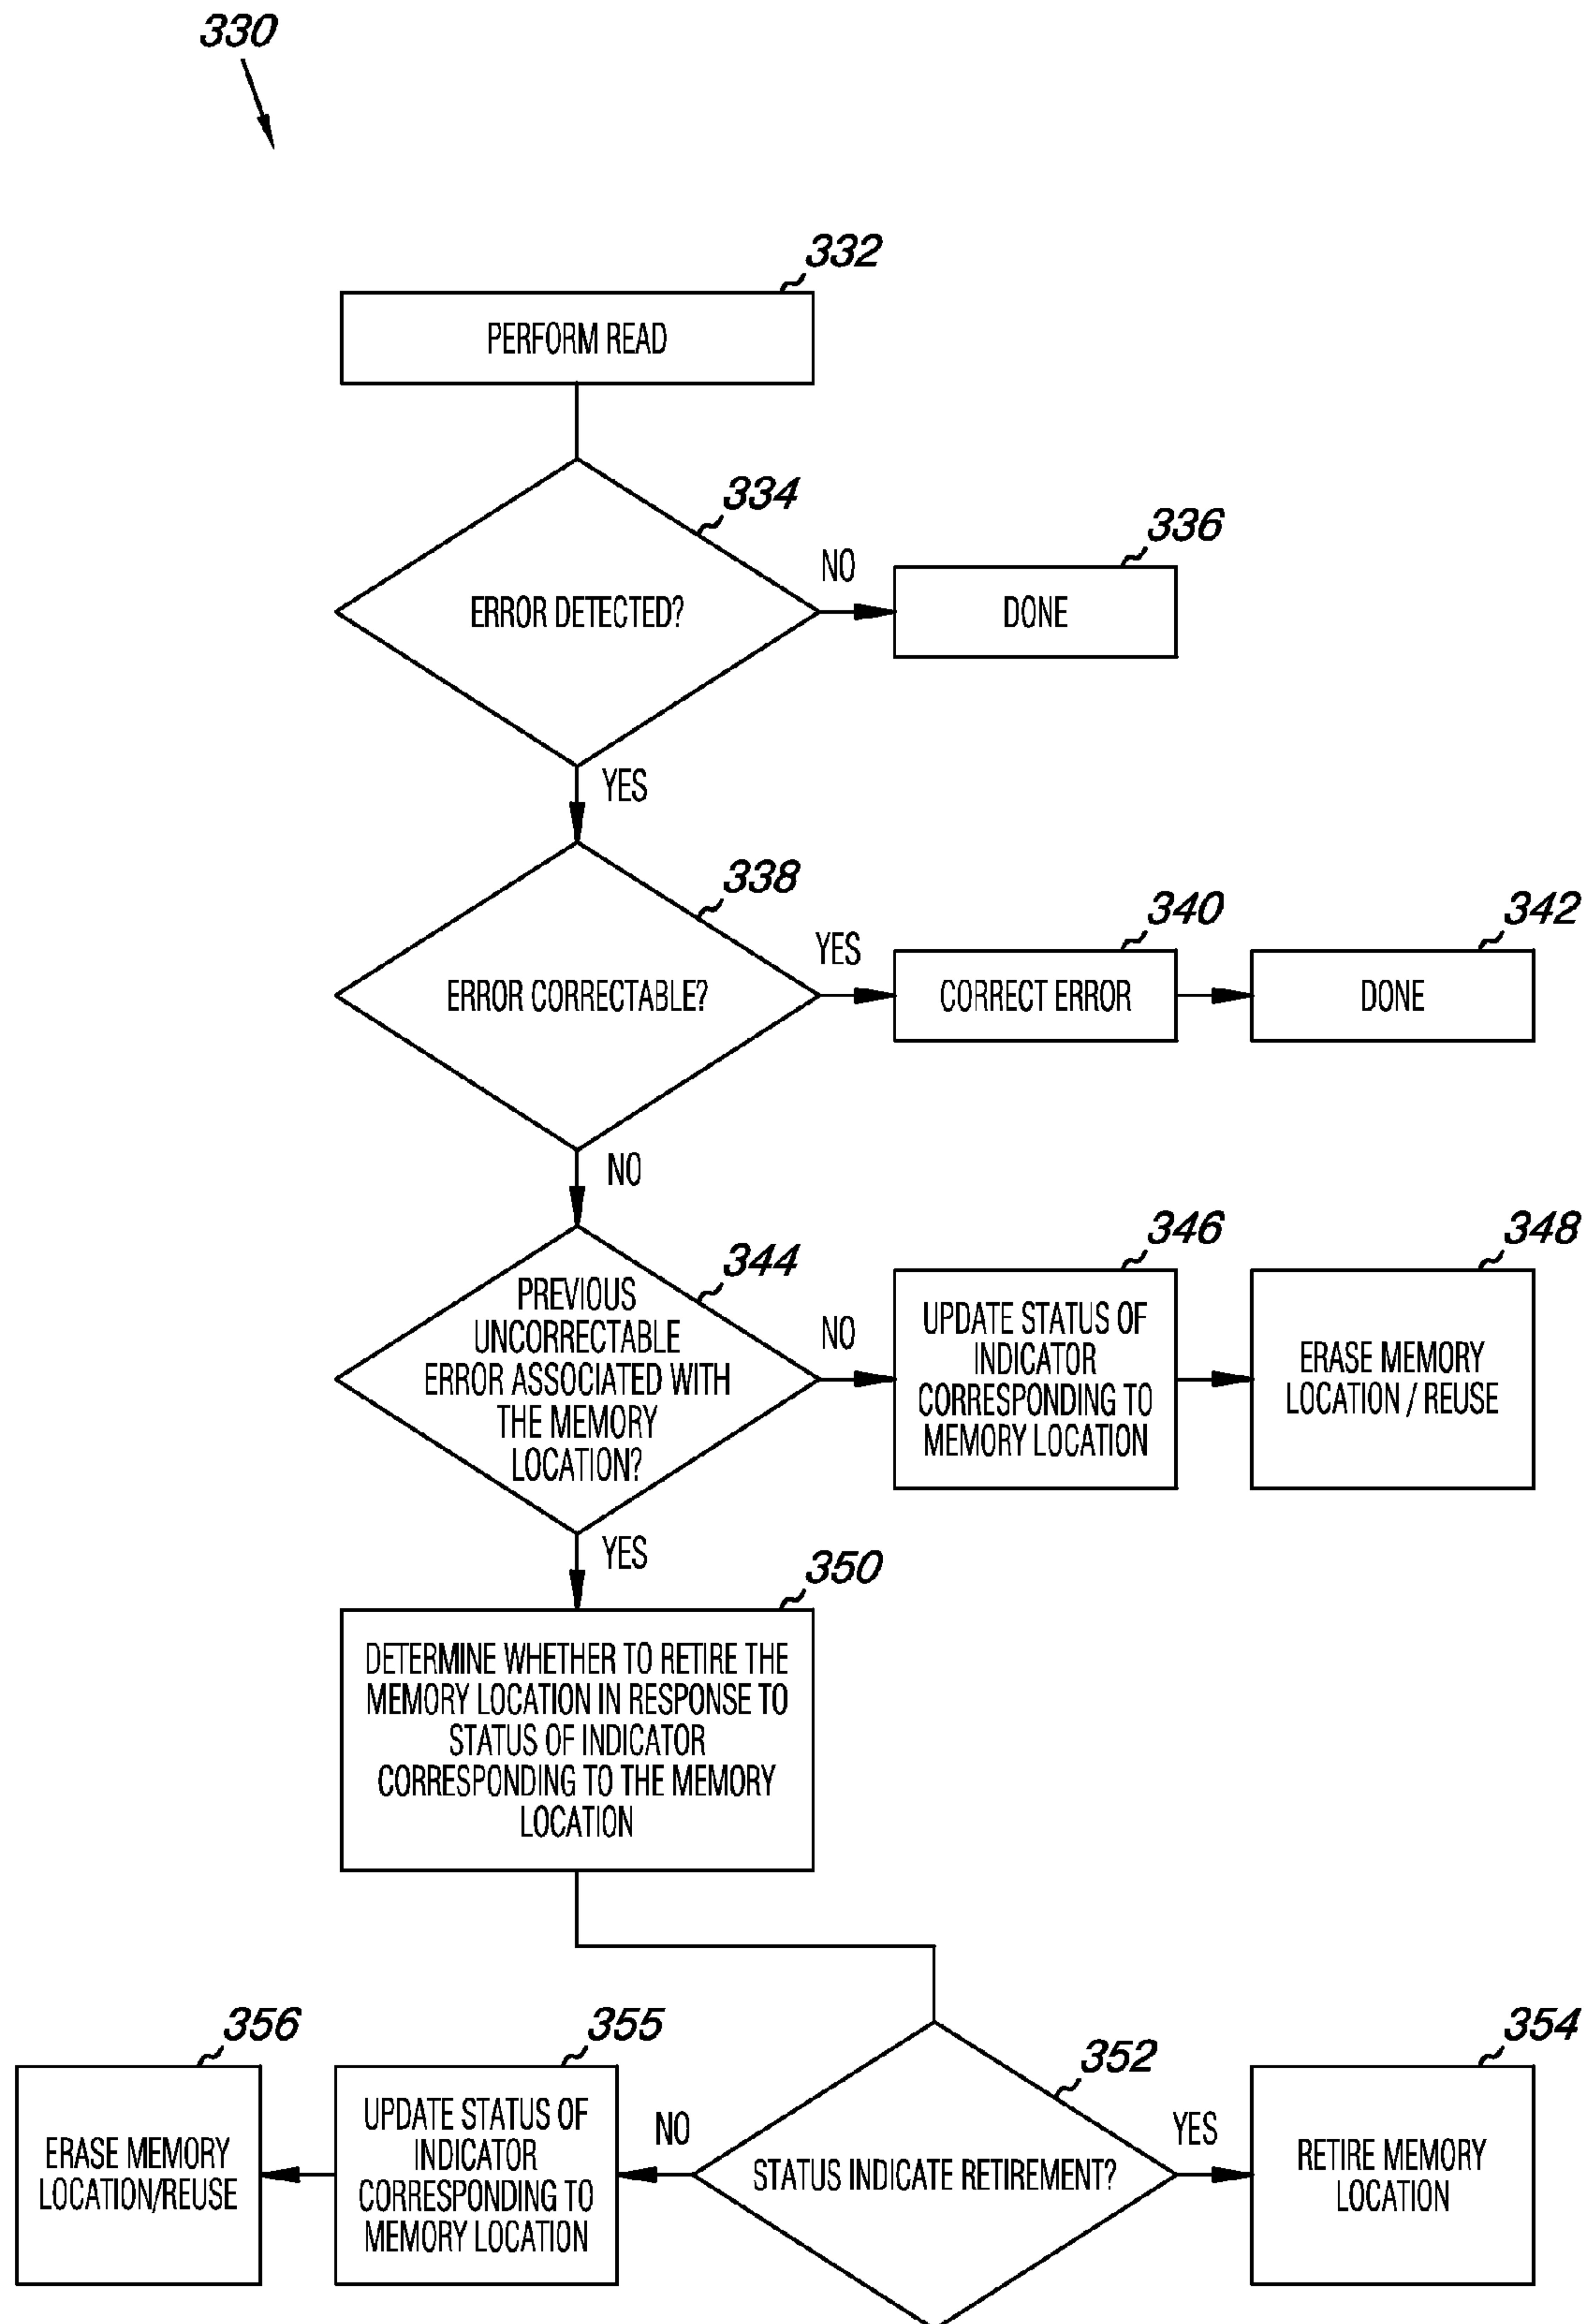 330
332
PERFORM READ
334
ERROR DETECTED?
NO
336
DONE
YES
338
ERROR CORRECTABLE?
YES
340
CORRECT ERROR
342
DONE
NO
344
PREVIOUS
UNCORRECTABLE
ERROR ASSOCIATED WITH
THE MEMORY
LOCATION?
NO
346
UPDATE STATUS OF
INDICATOR
CORRESPONDING TO
MEMORY LOCATION
348
ERASE MEMORY
LOCATION / REUSE
YES
350
DETERMINE WHETHER TO RETIRE THE
MEMORY LOCATION IN RESPONSE TO
STATUS OF INDICATOR
CORRESPONDING TO THE MEMORY
LOCATION
356
ERASE MEMORY
LOCATION/REUSE
355
UPDATE STATUS OF
INDICATOR
CORRESPONDING TO
MEMORY LOCATION
NO
352
STATUS INDICATE RETIREMENT?
YES
354
RETIRE MEMORY
LOCATION